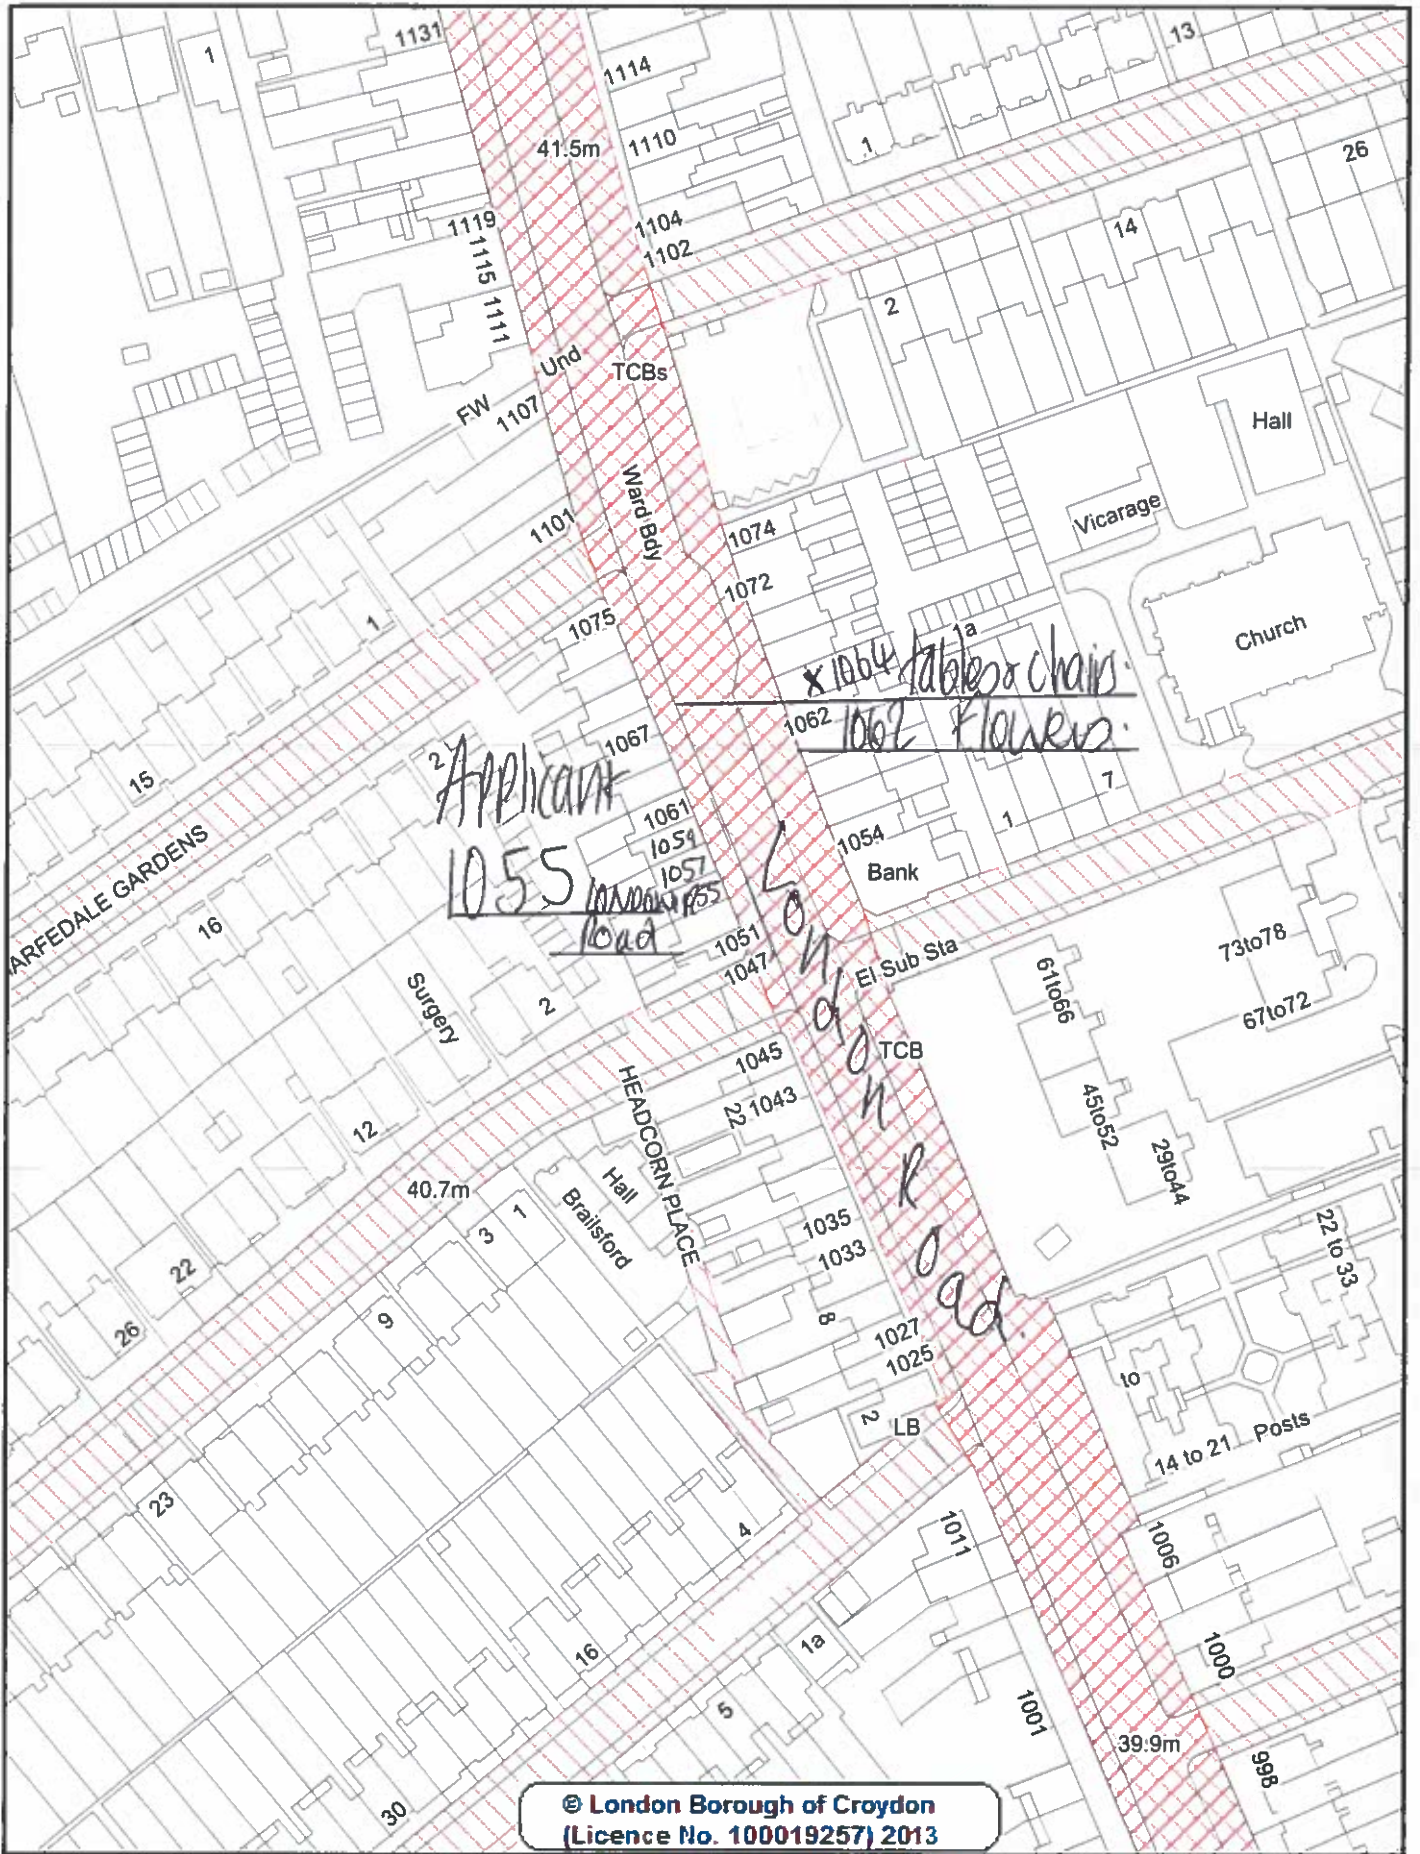 1131
1
1114
13
41.5m
1110
1
26
1119
1104
1115
1102
14
1111
2
Und
TCBs
FW
1107
Hall
Ward Bdy
Vicarage
1101
1074
1072
1075
1
1a
Church
x 1064 tables & chairs.
1062
1062 Flowers.
1067
2
Applicant
15
7
1061
1
1059
1054
1057
Bank
1055 London
1055
Road
ARFEDALE GARDENS
16
1051
1047
London Road
El Sub Sta
73to78
61to66
Surgery
2
67to72
TCB
1045
HEADCORN PLACE
22
1043
45to52
12
29to44
40.7m
Hall
Brailsford
1
3
1035
1033
22 to 33
22
9
8
26
1027
1025
to
2
LB
Posts
14 to 21
23
4
1011
1006
16
1a
1000
5
1001
39.9m
998
30
© London Borough of Croydon
(Licence No. 100019257) 2013